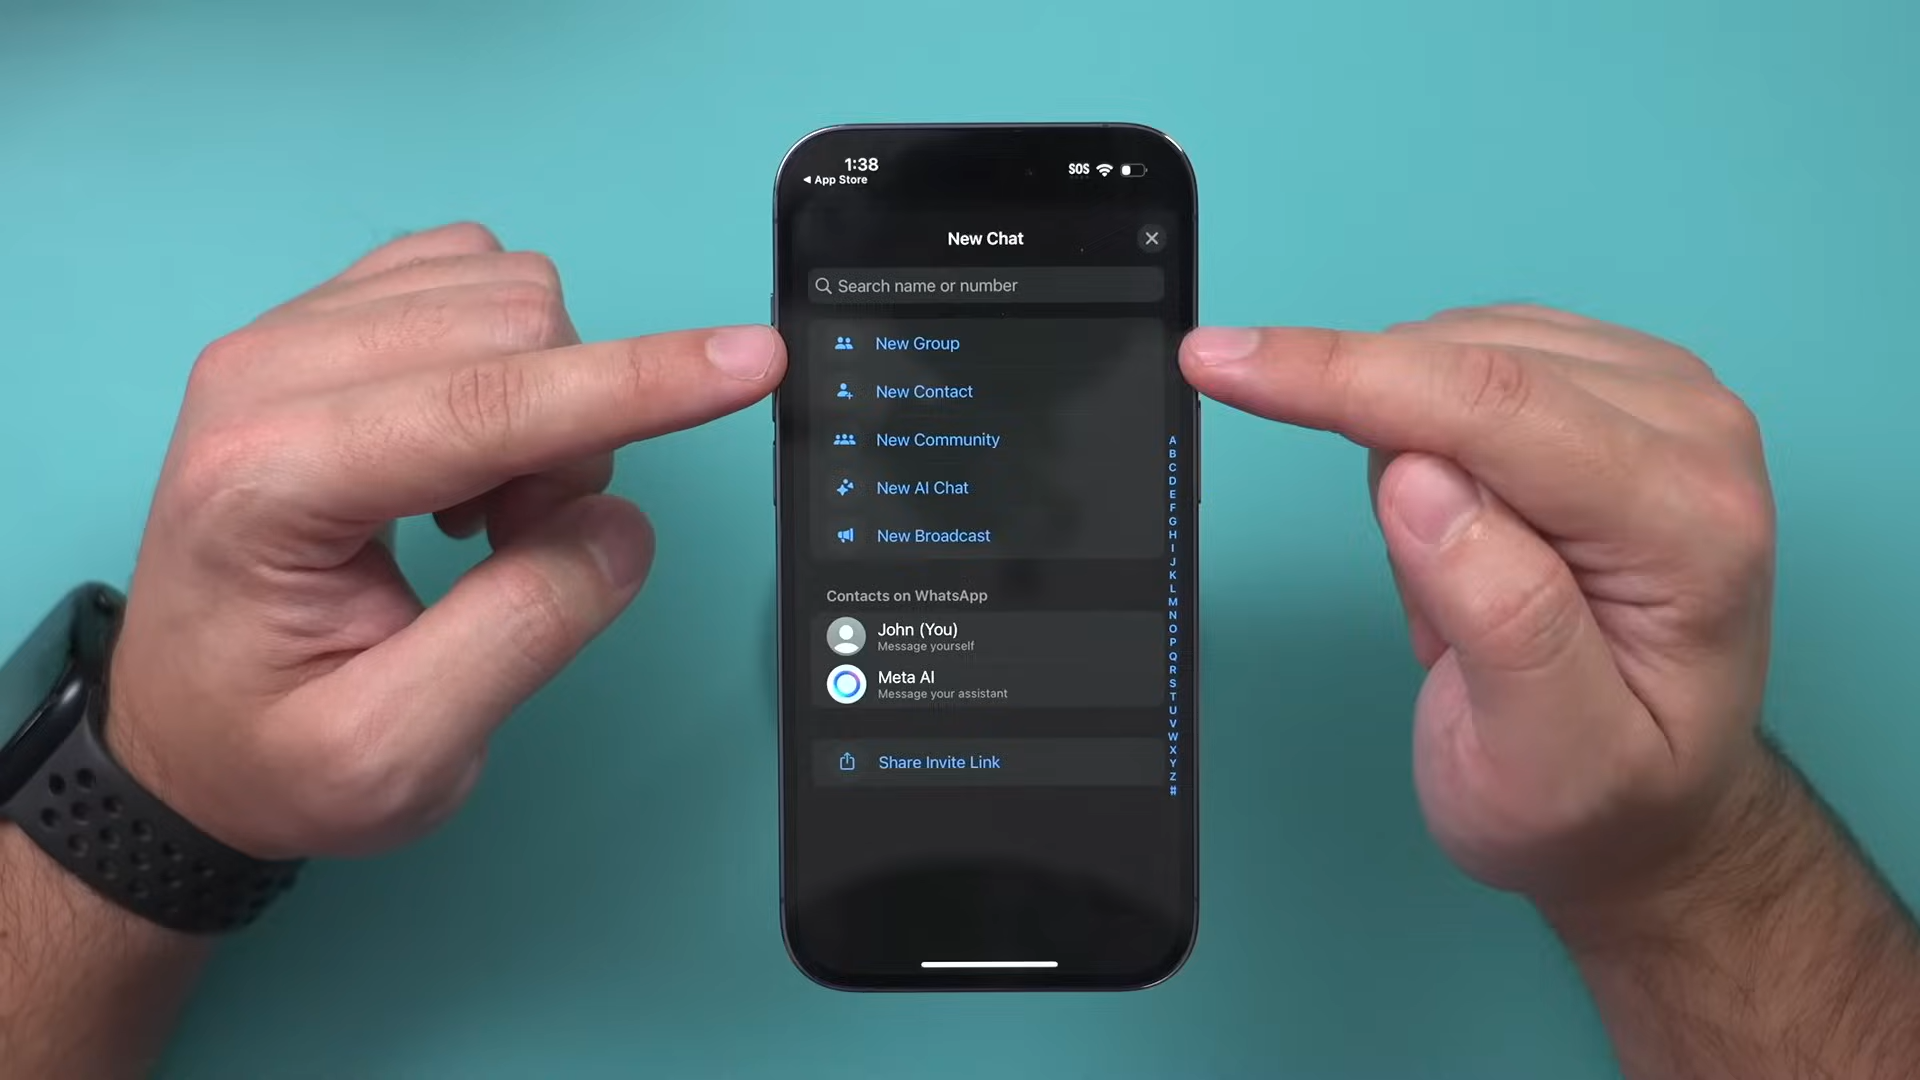 1:38
SOS
◀ App Store
New Chat
Search name or number
New Group
New Contact
New Community
New AI Chat
New Broadcast
Contacts on WhatsApp
John (You)
Message yourself
Meta AI
Message your assistant
Share Invite Link
A
B
C
D
E
F
G
H
I
J
K
L
M
N
O
P
Q
R
S
T
U
V
W
X
Y
Z
#